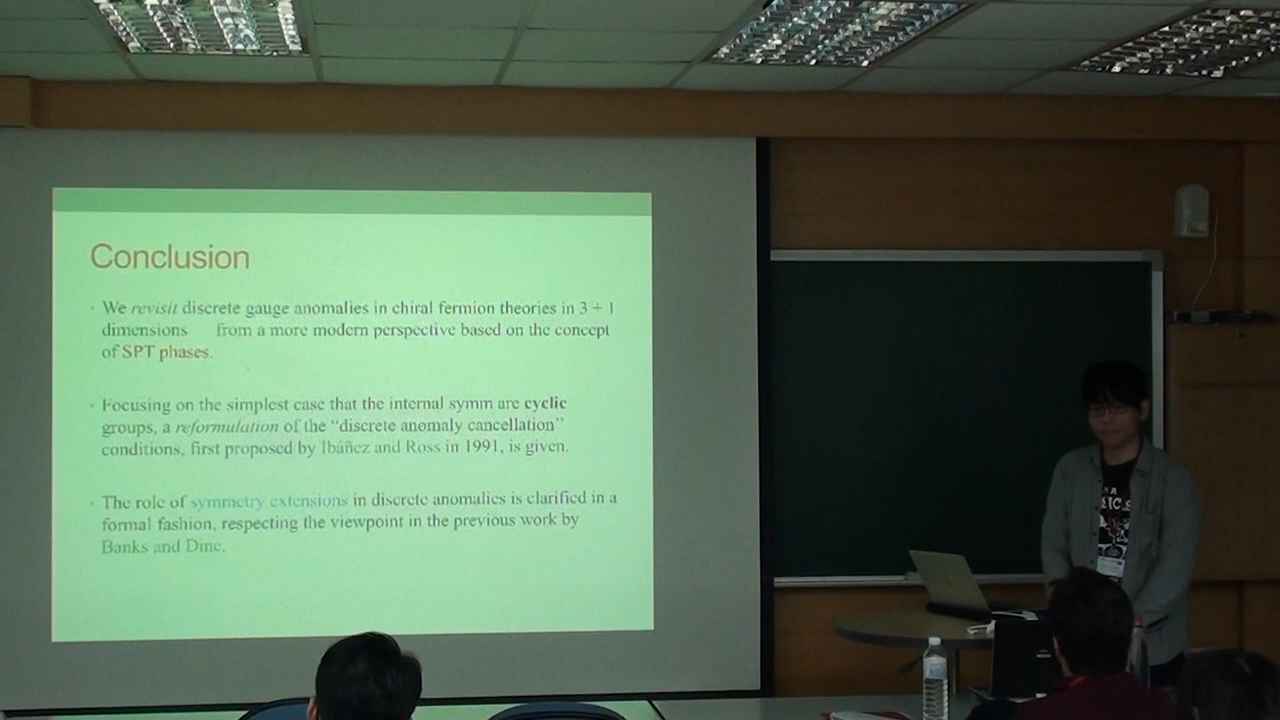 Conclusion
We revisit discrete gauge anomalies in chiral fermion theories in 3 + 1
dimensions from a more modern perspective based on the concept
of SPT phases.
Focusing on the simplest case that the internal symm are cyclic
groups, a reformulation of the “discrete anomaly cancellation”
conditions, first proposed by Ibáñez and Ross in 1991, is given.
The role of symmetry extensions in discrete anomalies is clarified in a
formal fashion, respecting the viewpoint in the previous work by
Banks and Dine.